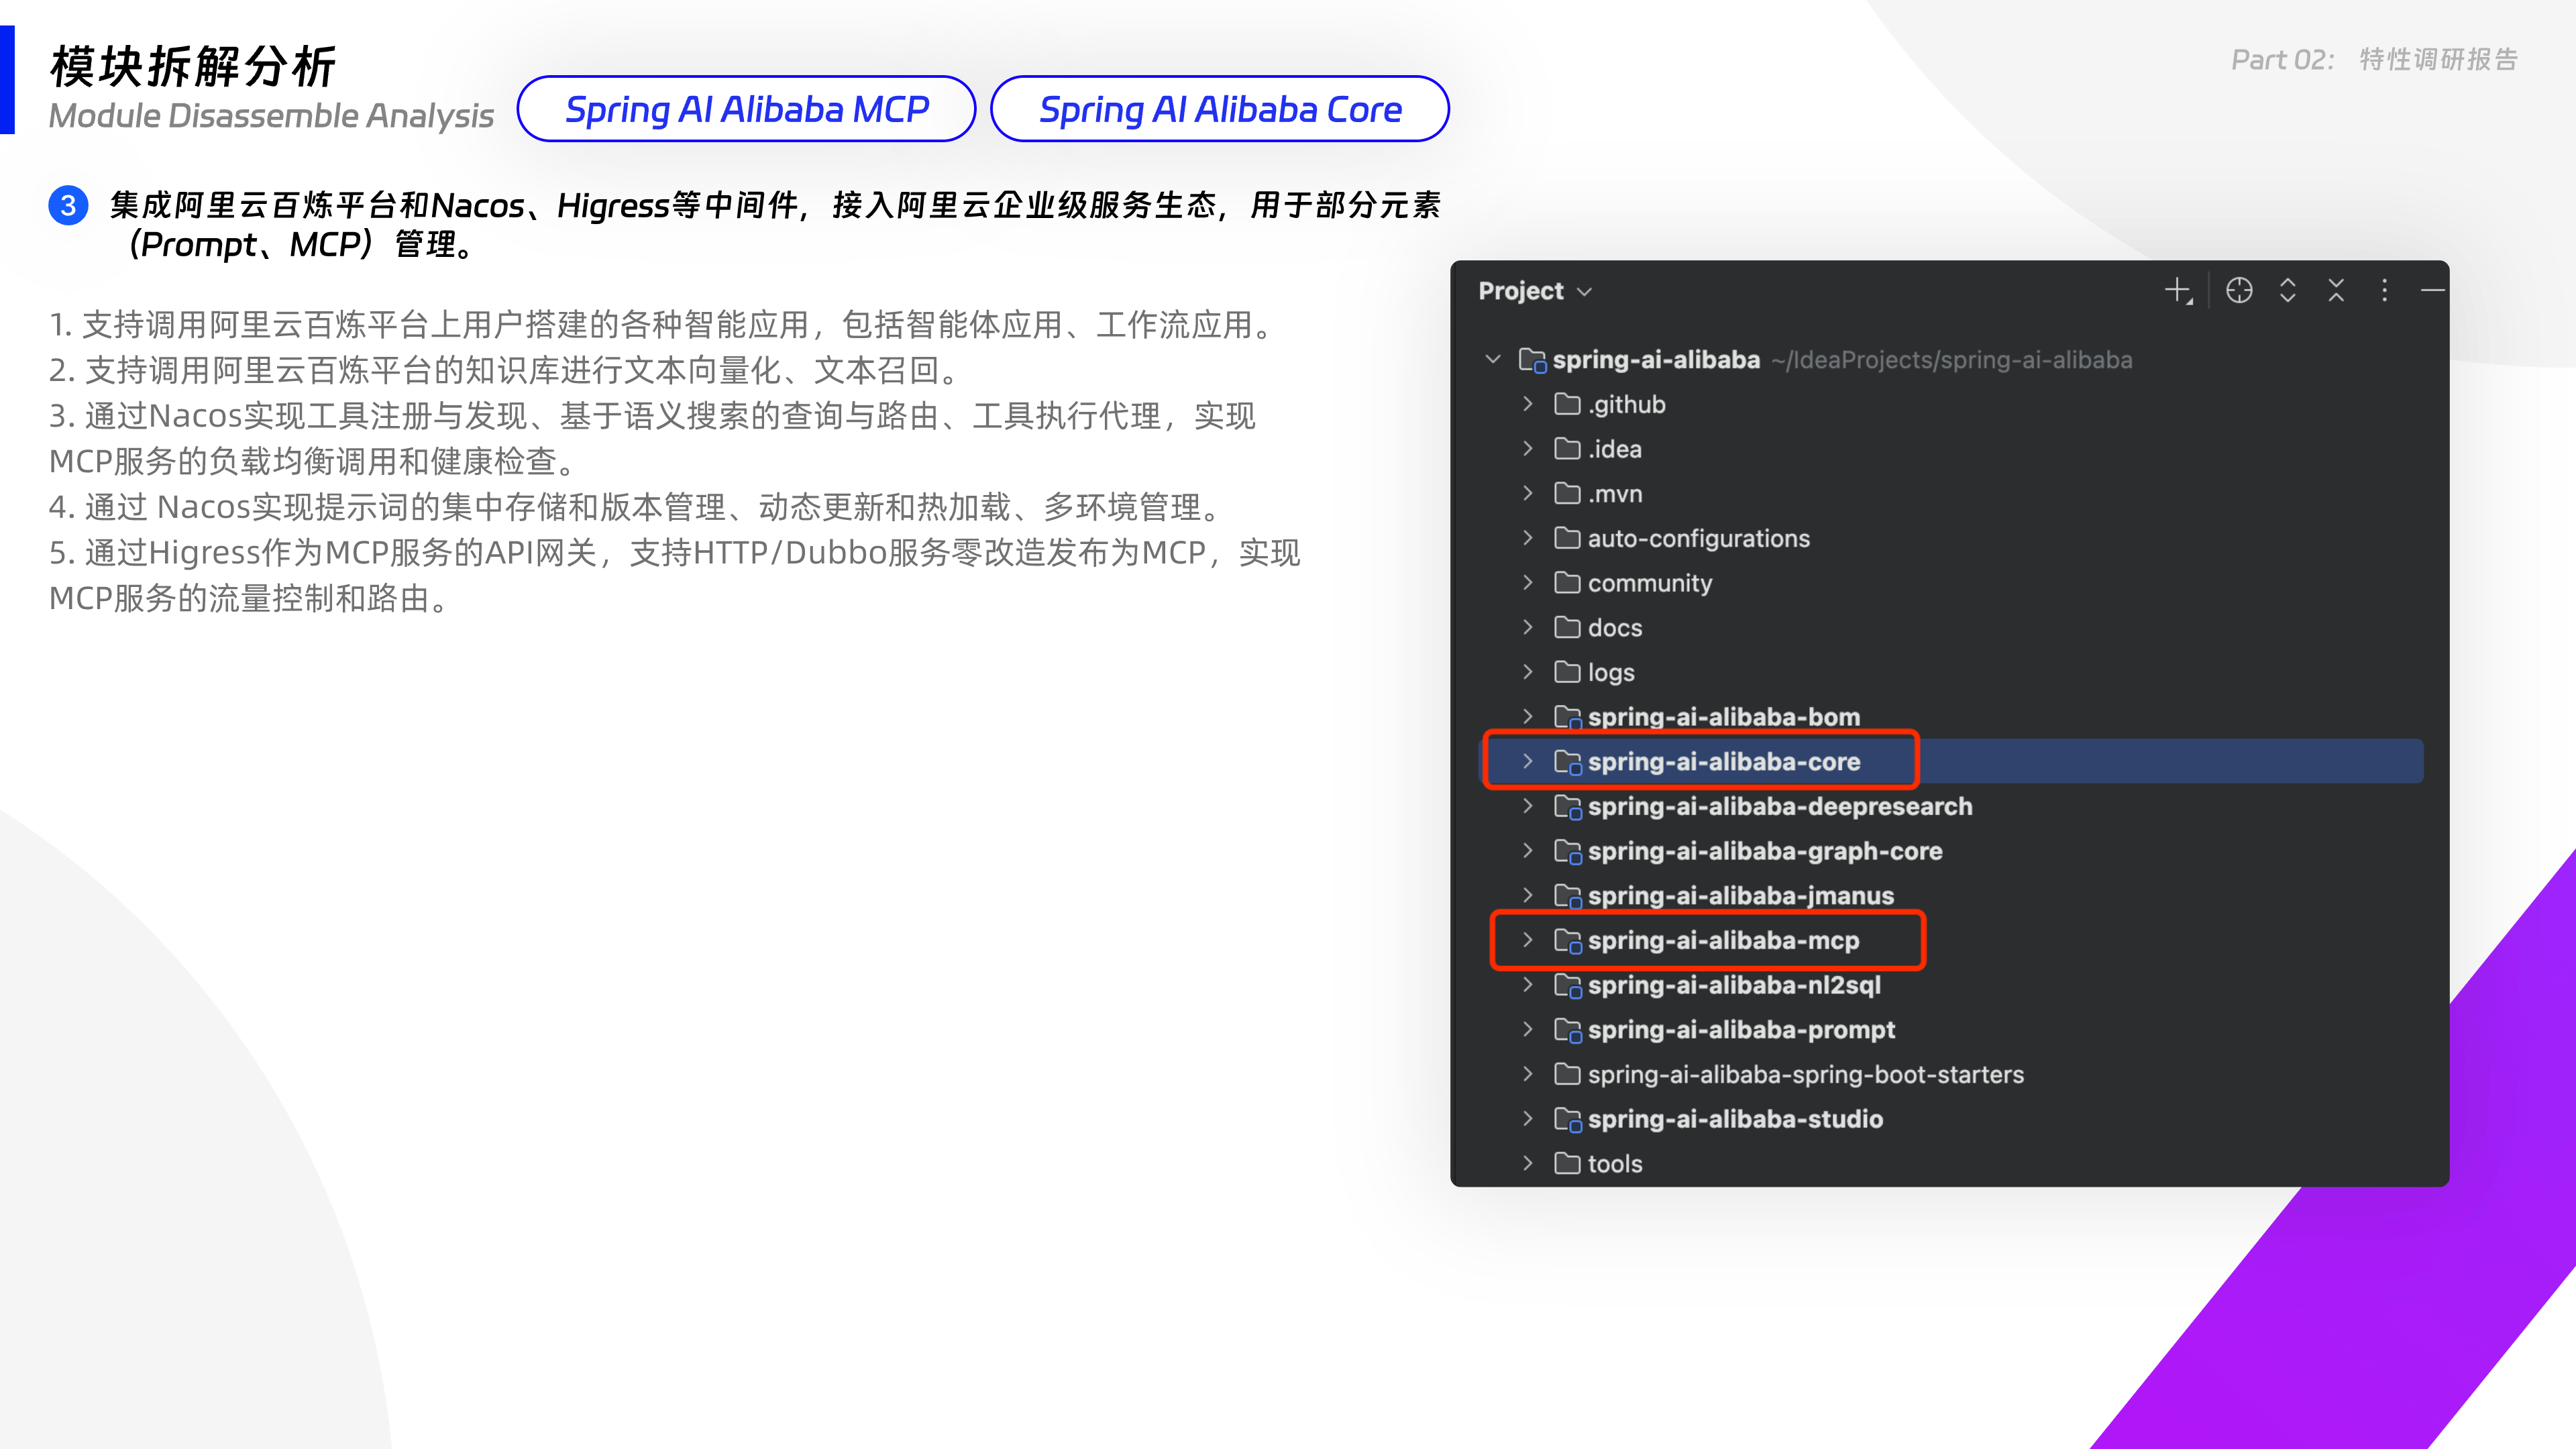 模块拆解分析
Module Disassemble Analysis
Spring AI Alibaba MCP
Spring AI Alibaba Core
Part 02: 特性调研报告
3 集成阿里云百炼平台和Nacos、Higress等中间件，接入阿里云企业级服务生态，用于部分元素
（Prompt、MCP）管理。
1. 支持调用阿里云百炼平台上用户搭建的各种智能应用，包括智能体应用、工作流应用。
2. 支持调用阿里云百炼平台的知识库进行文本向量化、文本召回。
3. 通过Nacos实现工具注册与发现、基于语义搜索的查询与路由、工具执行代理，实现
MCP服务的负载均衡调用和健康检查。
4. 通过 Nacos实现提示词的集中存储和版本管理、动态更新和热加载、多环境管理。
5. 通过Higress作为MCP服务的API网关，支持HTTP/Dubbo服务零改造发布为MCP，实现
MCP服务的流量控制和路由。
Project
spring-ai-alibaba ~/IdeaProjects/spring-ai-alibaba
.github
.idea
.mvn
auto-configurations
community
docs
logs
spring-ai-alibaba-bom
spring-ai-alibaba-core
spring-ai-alibaba-deepresearch
spring-ai-alibaba-graph-core
spring-ai-alibaba-jmanus
spring-ai-alibaba-mcp
spring-ai-alibaba-nl2sql
spring-ai-alibaba-prompt
spring-ai-alibaba-spring-boot-starters
spring-ai-alibaba-studio
tools